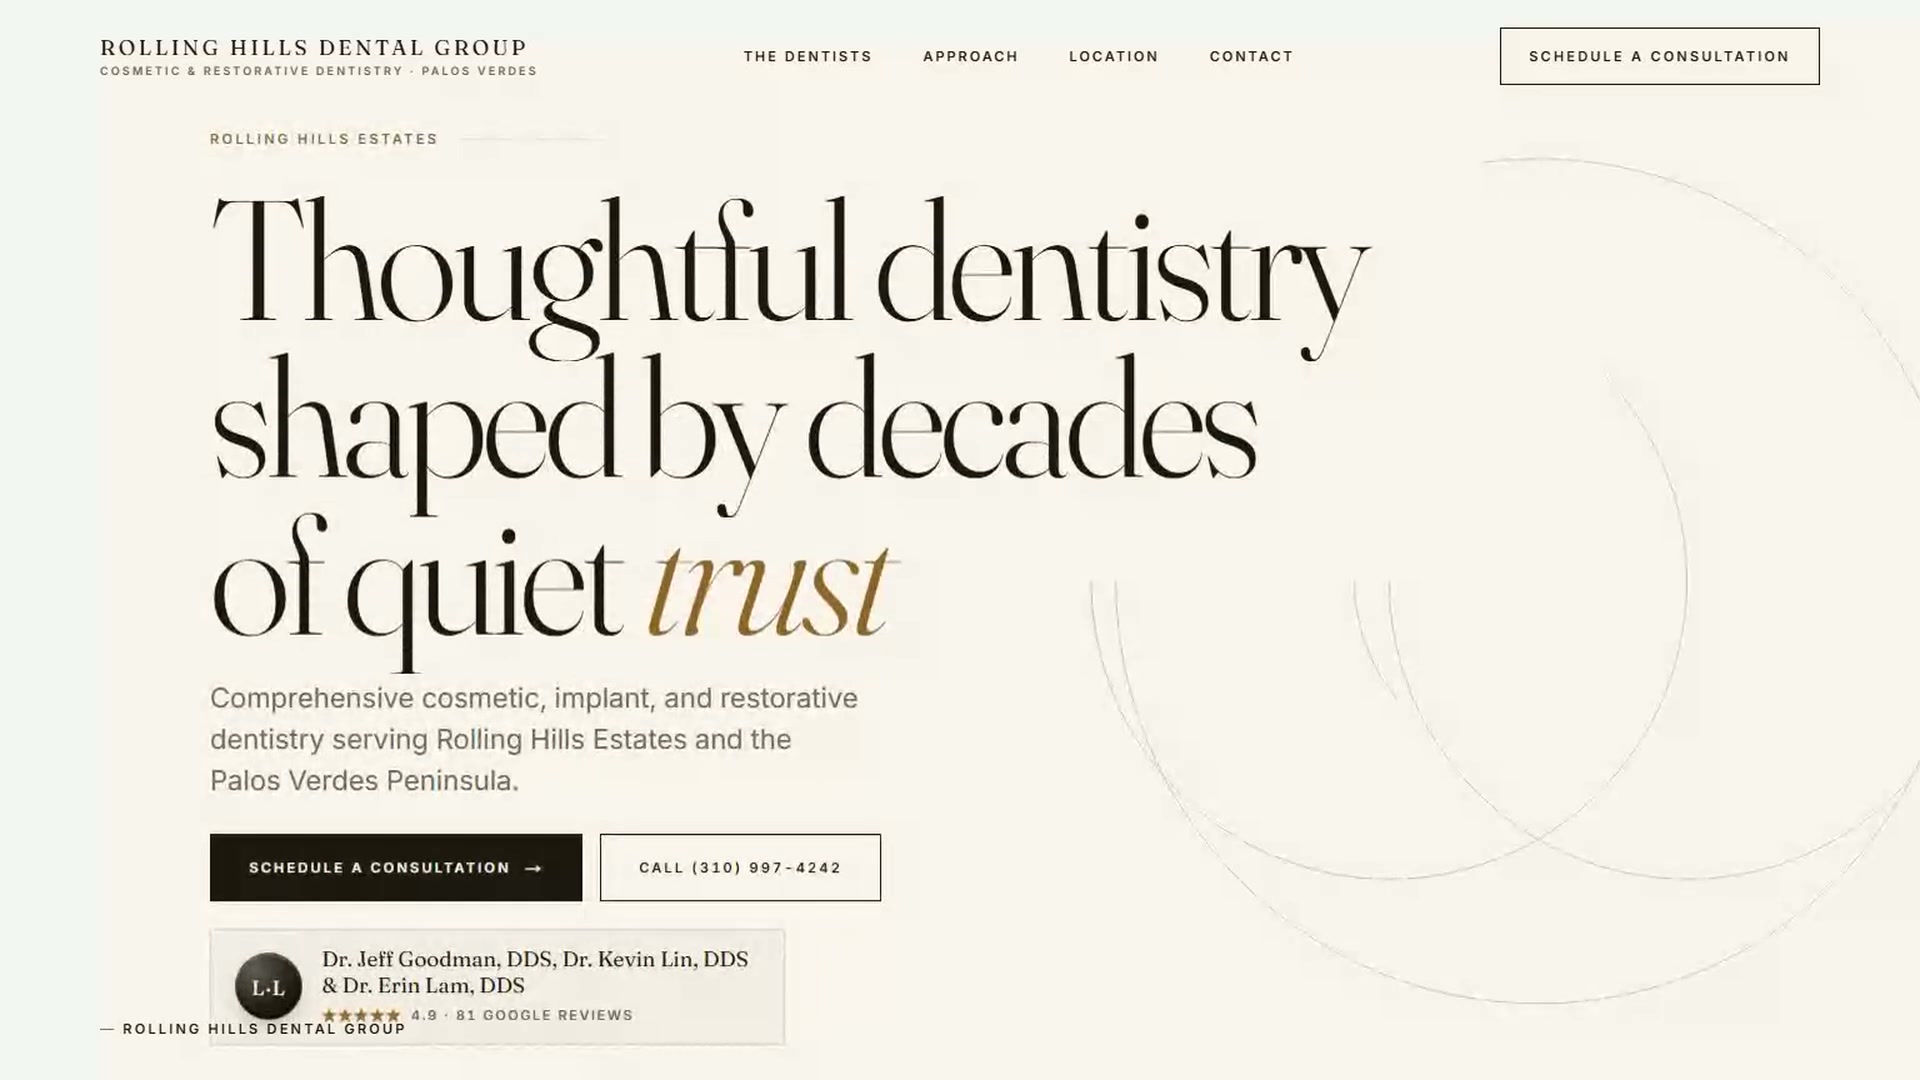 ROLLING HILLS DENTAL GROUP
COSMETIC & RESTORATIVE DENTISTRY · PALOS VERDES
THE DENTISTS
APPROACH
LOCATION
CONTACT
SCHEDULE A CONSULTATION
ROLLING HILLS ESTATES
Thoughtful dentistry
shaped by decades
of quiet trust
Comprehensive cosmetic, implant, and restorative
dentistry serving Rolling Hills Estates and the
Palos Verdes Peninsula.
SCHEDULE A CONSULTATION →
CALL (310) 997-4242
L·L
Dr. Jeff Goodman, DDS, Dr. Kevin Lin, DDS
& Dr. Erin Lam, DDS
★★★★★ 4.9 · 81 GOOGLE REVIEWS
— ROLLING HILLS DENTAL GROUP